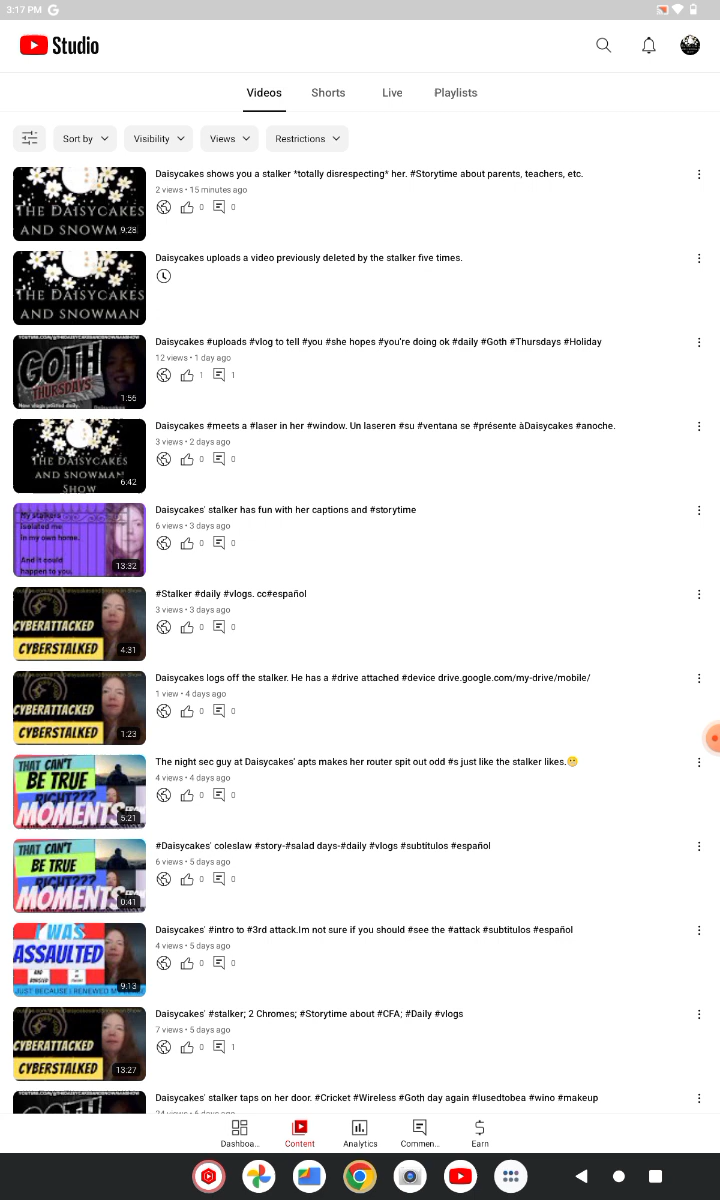 3:17 PM G
Studio
Videos Shorts Live Playlists
Sort by Visibility Views Restrictions
THE DAISYCAKES
AND SNOWM
9:28
Daisycakes shows you a stalker *totally disrespecting* her. #Storytime about parents, teachers, etc.
2 views • 15 minutes ago
0 0
THE DAISYCAKES
AND SNOWMAN
Daisycakes uploads a video previously deleted by the stalker five times.
GOTH
THURSDAYS
1:56
Daisycakes #uploads #vlog to tell #you #she hopes #you're doing ok #daily #Goth #Thursdays #Holiday
12 views • 1 day ago
1 1
THE DAISYCAKES
AND SNOWMAN
SHOW
6:42
Daisycakes #meets a #laser in her #window. Un laseren #su #ventana se #présente àDaisycakes #anoche.
3 views • 2 days ago
0 0
My stalkers
isolated me
in my own home.
And it could
happen to you.
13:32
Daisycakes' stalker has fun with her captions and #storytime
6 views • 3 days ago
0 0
CYBERATTACKED
CYBERSTALKED
4:31
#Stalker #daily #vlogs. cc#español
3 views • 3 days ago
0 0
CYBERATTACKED
CYBERSTALKED
1:23
Daisycakes logs off the stalker. He has a #drive attached #device drive.google.com/my-drive/mobile/
1 view • 4 days ago
0 0
THAT CAN'T
BE TRUE
RIGHT???
MOMENTS
5:21
The night sec guy at Daisycakes' apts makes her router spit out odd #s just like the stalker likes.😬
4 views • 4 days ago
0 0
THAT CAN'T
BE TRUE
RIGHT???
MOMENTS
0:41
#Daisycakes' coleslaw #story-#salad days-#daily #vlogs #subtitulos #español
6 views • 5 days ago
0 0
I WAS
ASSAULTED
JUST BECAUSE I RENEWED M
9:13
Daisycakes' #intro to #3rd attack.Im not sure if you should #see the #attack #subtitulos #español
4 views • 5 days ago
0 0
CYBERATTACKED
CYBERSTALKED
13:27
Daisycakes' #stalker; 2 Chromes; #Storytime about #CFA; #Daily #vlogs
7 views • 5 days ago
0 1
Daisycakes' stalker taps on her door. #Cricket #Wireless #Goth day again #Iusedtobea #wino #makeup
24 views • 6 days ago
Dashboa... Content Analytics Commen... Earn